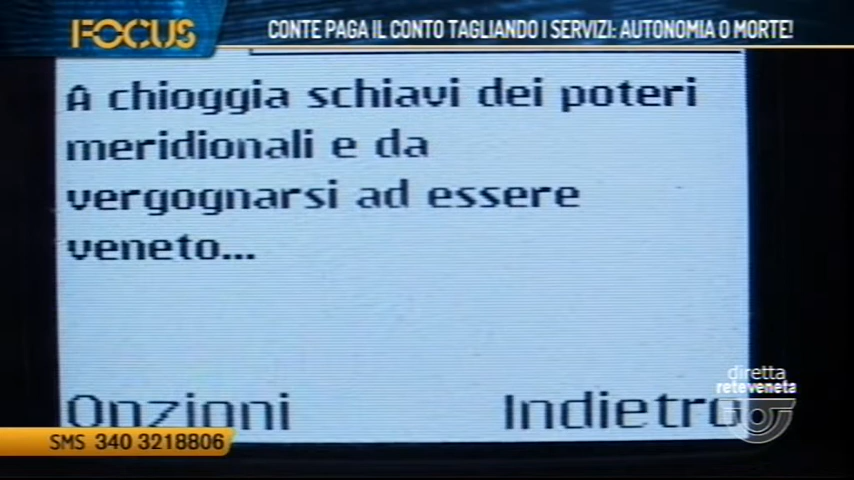 FOCUS
CONTE PAGA IL CONTO TAGLIANDO I SERVIZI: AUTONOMIA O MORTE!
A chioggia schiavi dei poteri
meridionali e da
vergognarsi ad essere
veneto...
Opzioni Indietro
diretta
reteveneta
SMS 340 3218806